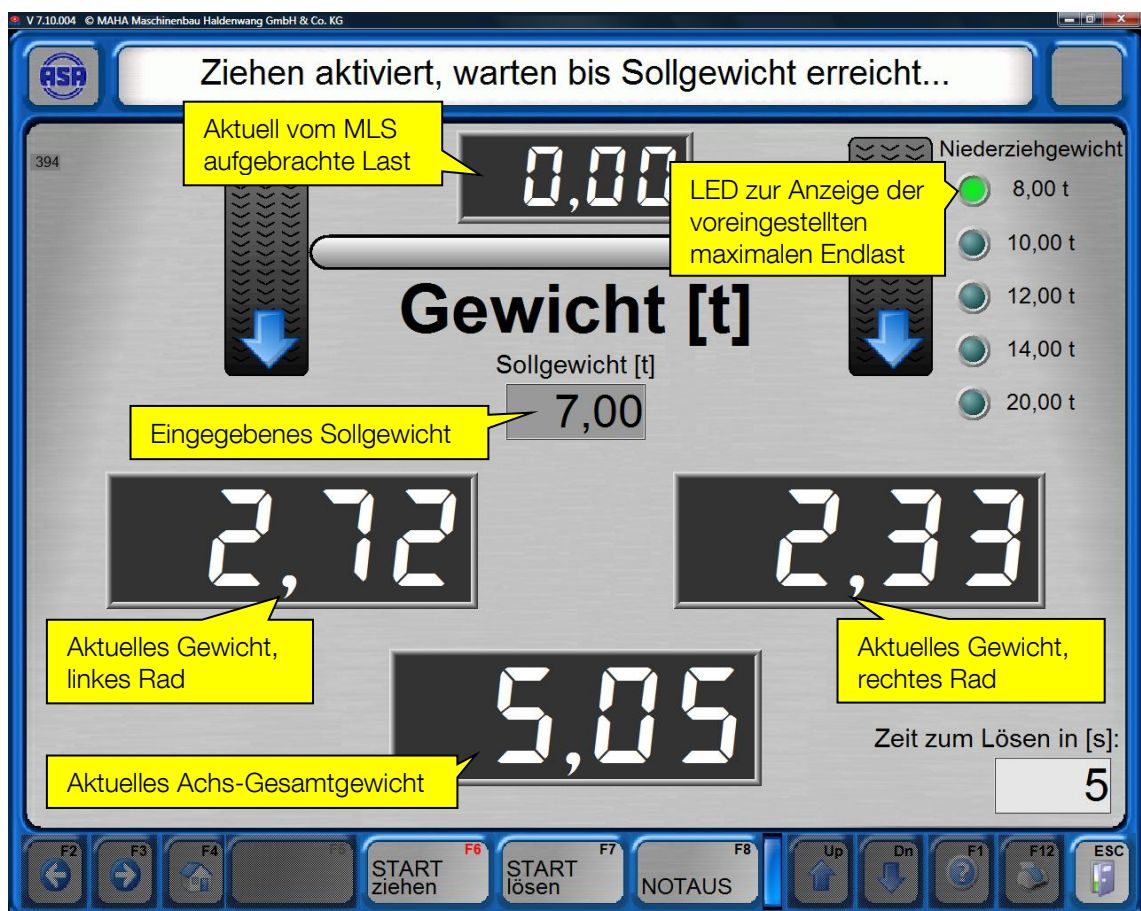 V 7.10.004 © MAHA Maschinenbau Haldenwang GmbH & Co. KG
ASA
Ziehen aktiviert, warten bis Sollgewicht erreicht...
394
Aktuell vom MLS
aufgebrachte Last
0,00
Niederziehgewicht
LED zur Anzeige der
voreingestellten
maximalen Endlast
8,00 t
10,00 t
12,00 t
14,00 t
20,00 t
Gewicht [t]
Sollgewicht [t]
7,00
Eingegebenes Sollgewicht
2,72
2,33
Aktuelles Gewicht,
linkes Rad
Aktuelles Gewicht,
rechtes Rad
5,05
Aktuelles Achs-Gesamtgewicht
Zeit zum Lösen in [s]:
5
F2
F3
F4
F5
F6
START
ziehen
F7
START
lösen
F8
NOTAUS
Up
Dn
F1
F12
ESC